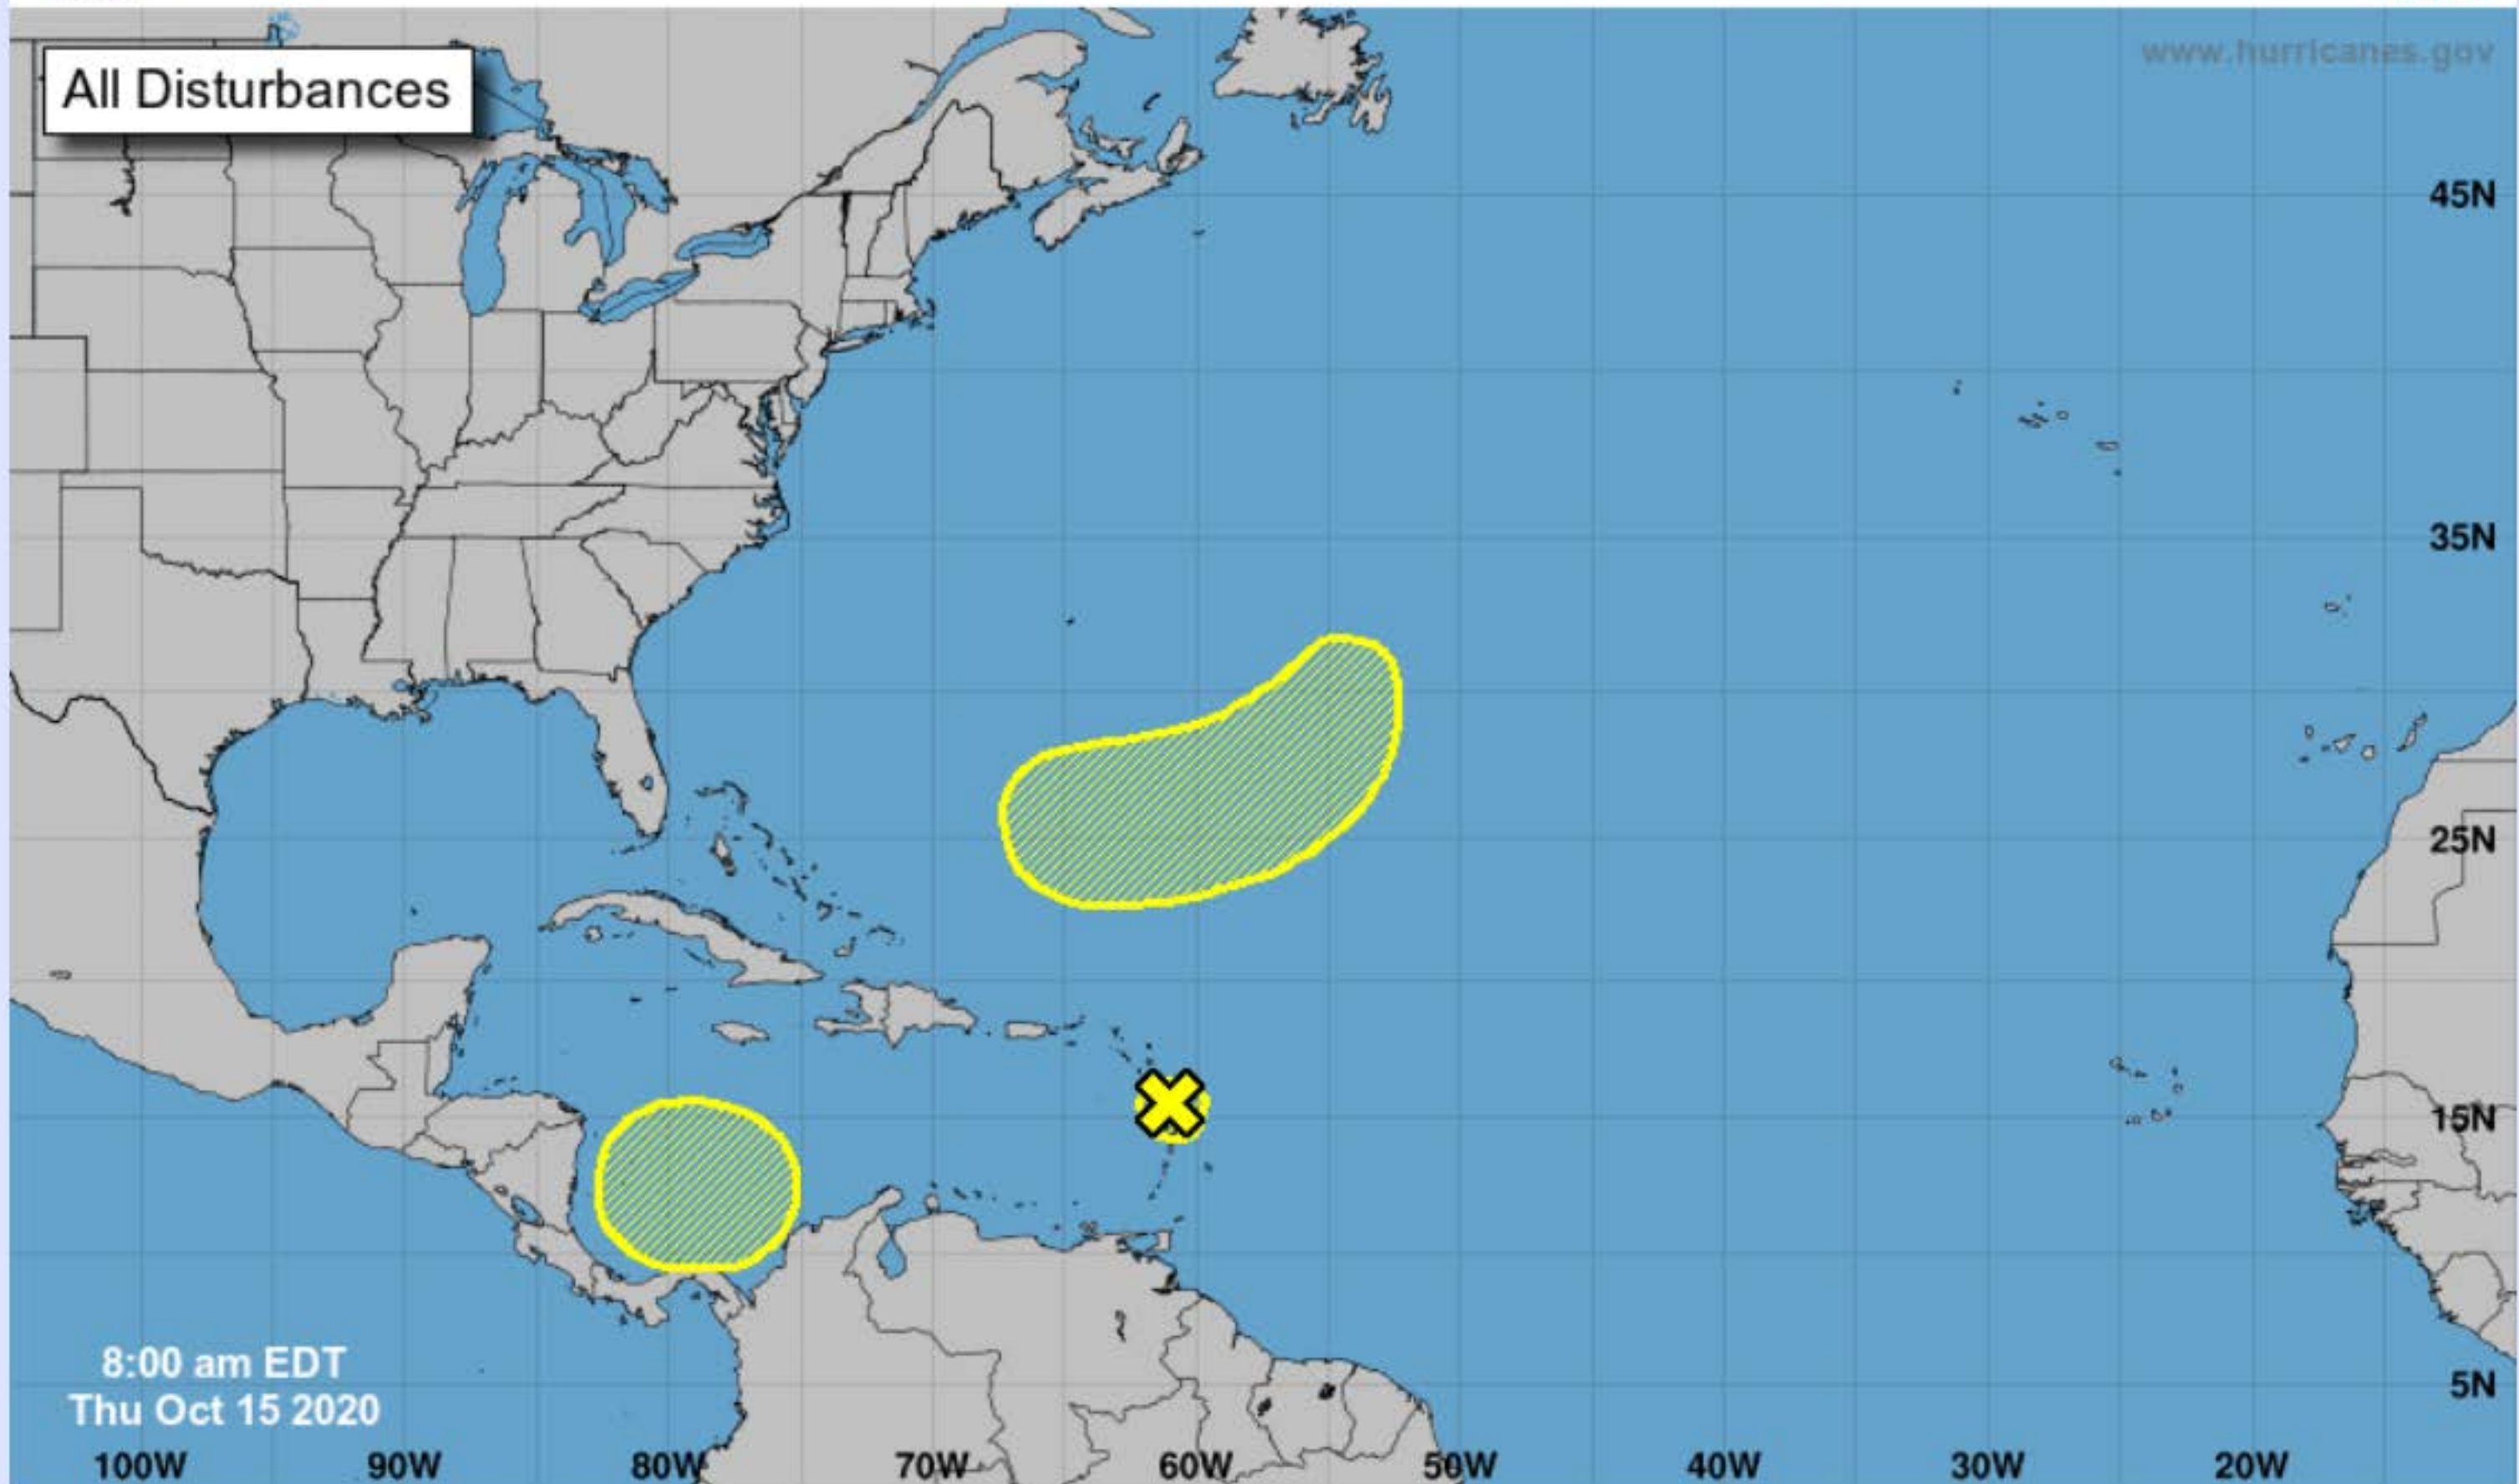 All Disturbances
www.hurricanes.gov
45N
35N
25N
15N
5N
8:00 am EDT
Thu Oct 15 2020
100W 90W 80W 70W 60W 50W 40W 30W 20W